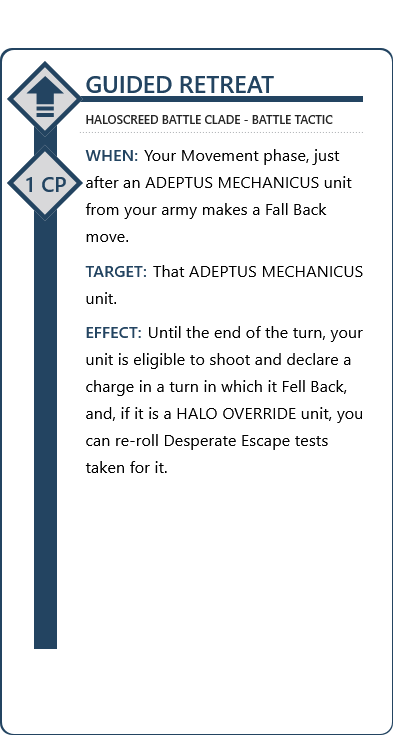 GUIDED RETREAT
HALOSCREED BATTLE CLADE - BATTLE TACTIC
1 CP
WHEN: Your Movement phase, just
after an ADEPTUS MECHANICUS unit
from your army makes a Fall Back
move.
TARGET: That ADEPTUS MECHANICUS
unit.
EFFECT: Until the end of the turn, your
unit is eligible to shoot and declare a
charge in a turn in which it Fell Back,
and, if it is a HALO OVERRIDE unit, you
can re-roll Desperate Escape tests
taken for it.